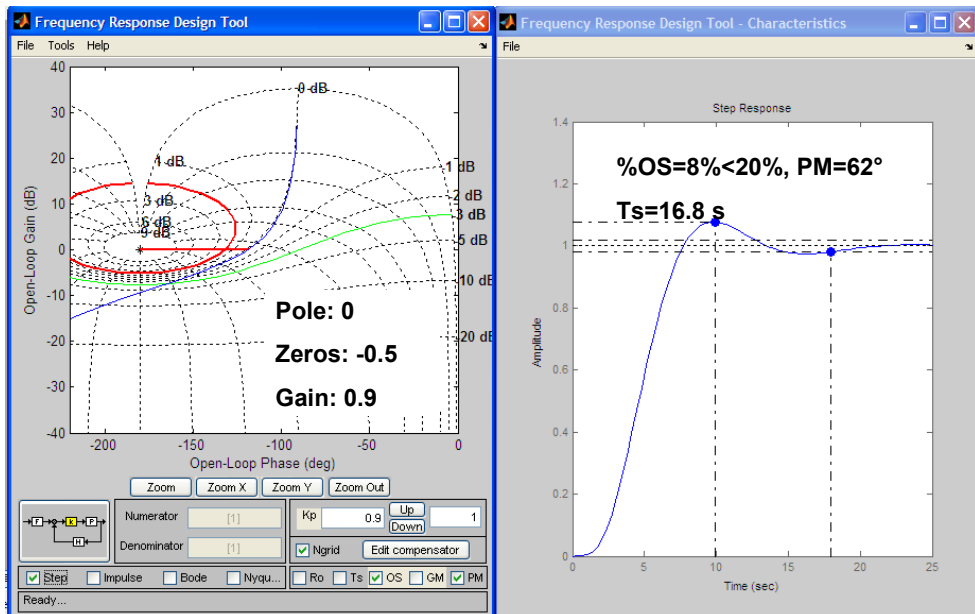 Frequency Response Design Tool
File Tools Help
40
30
20
10
0
-10
-20
-30
-40
Open-Loop Gain (dB)
0 dB
1 dB
3 dB
6 dB
9 dB
-1 dB
-2 dB
-3 dB
-5 dB
-10 dB
-20 dB
Pole: 0
Zeros: -0.5
Gain: 0.9
-200 -150 -100 -50 0
Open-Loop Phase (deg)
Zoom Zoom X Zoom Y Zoom Out
F K P
H
Numerator [1]
Denominator [1]
Kp 0.9 Up Down 1
Ngrid Edit compensator
Step Impulse Bode Nyqu... Ro Ts OS GM PM
Ready...
Frequency Response Design Tool - Characteristics
File
Step Response
1.4
1.2
1
0.8
0.6
0.4
0.2
0
Amplitude
%OS=8%<20%, PM=62°
Ts=16.8 s
0 5 10 15 20 25
Time (sec)